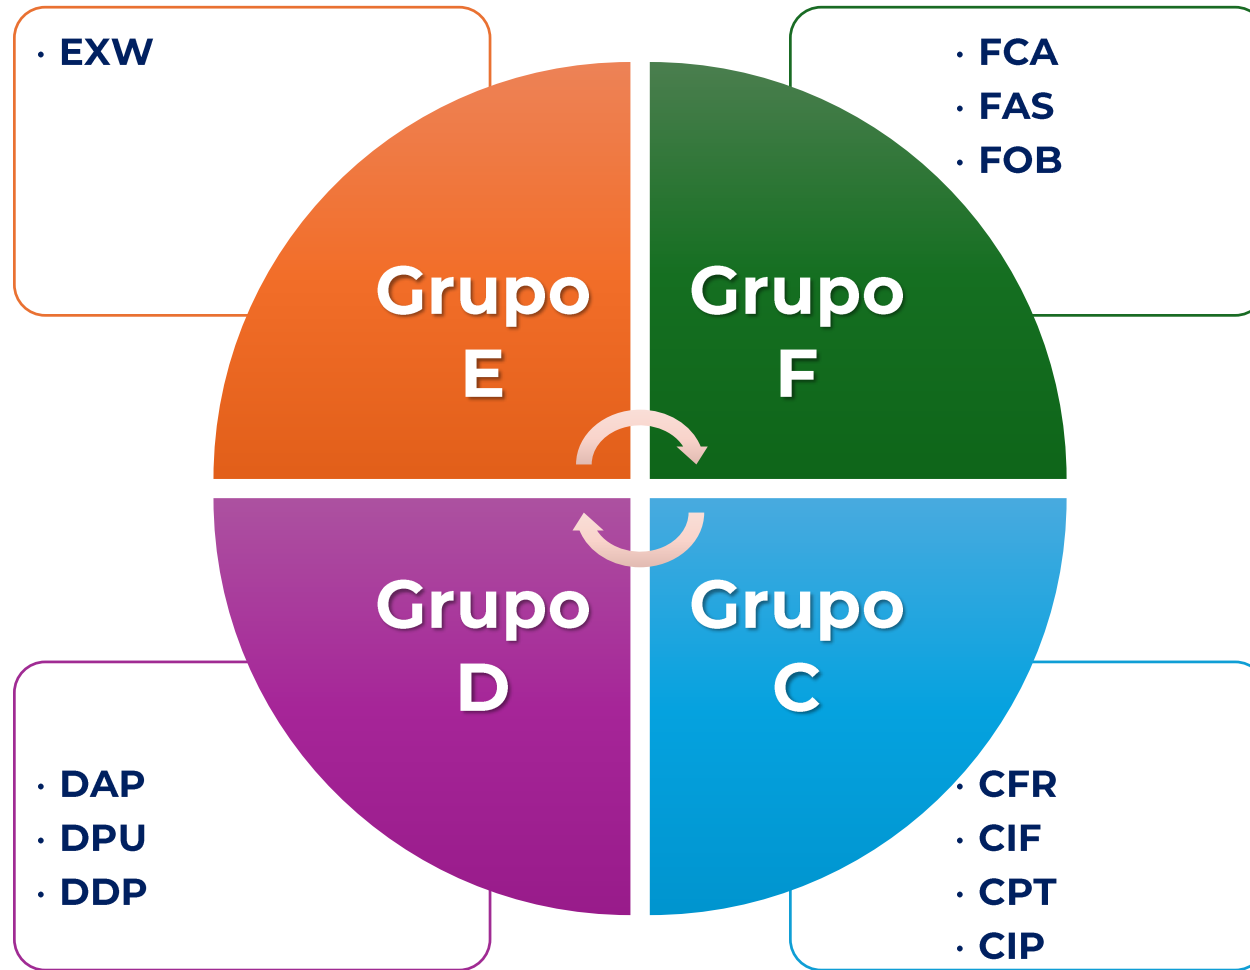 · EXW
Grupo
E
· FCA
· FAS
· FOB
Grupo
F
Grupo
D
· DAP
· DPU
· DDP
Grupo
C
· CFR
· CIF
· CPT
· CIP